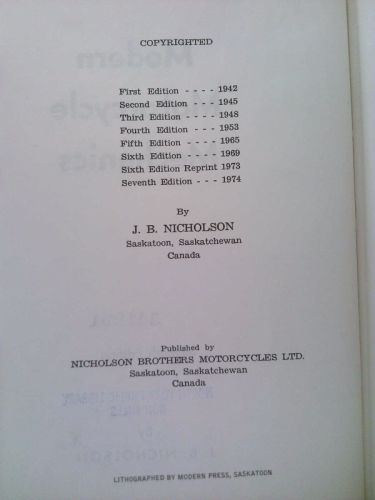 COPYRIGHTED
First Edition - - - - 1942
Second Edition - - - 1945
Third Edition - - - - 1948
Fourth Edition - - - 1953
Fifth Edition - - - - 1965
Sixth Edition - - - - 1969
Sixth Edition Reprint 1973
Seventh Edition - - - 1974
By
J. B. NICHOLSON
Saskatoon, Saskatchewan
Canada
Published by
NICHOLSON BROTHERS MOTORCYCLES LTD.
Saskatoon, Saskatchewan
Canada
LITHOGRAPHED BY MODERN PRESS, SASKATOON